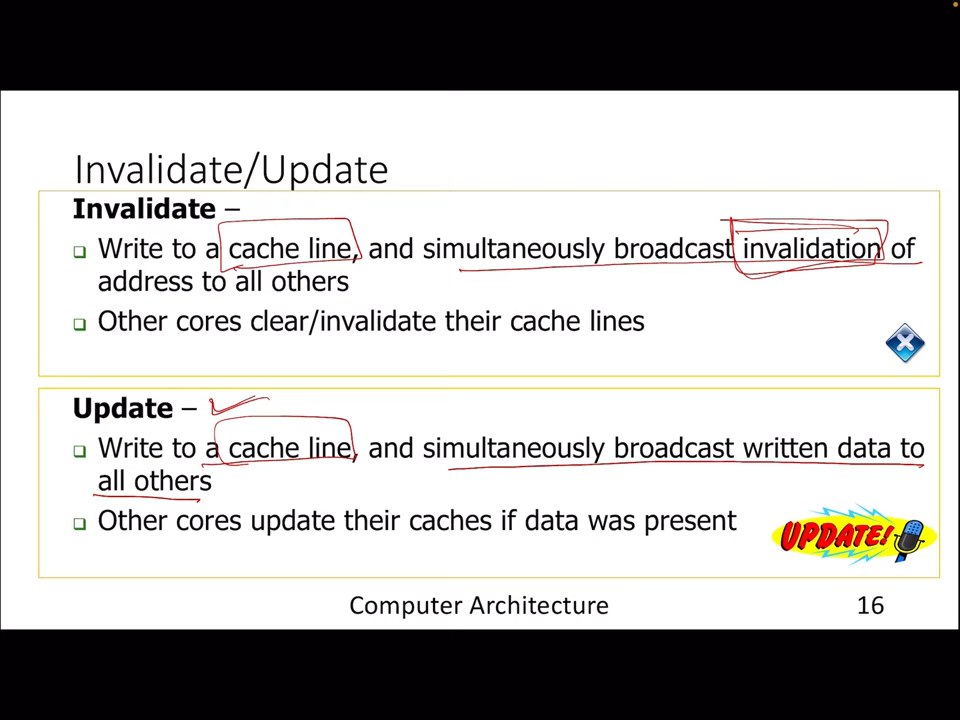 Invalidate/Update
Invalidate –
Write to a cache line, and simultaneously broadcast invalidation of
address to all others
Other cores clear/invalidate their cache lines
Update –
Write to a cache line, and simultaneously broadcast written data to
all others
Other cores update their caches if data was present
UPDATE!
Computer Architecture
16